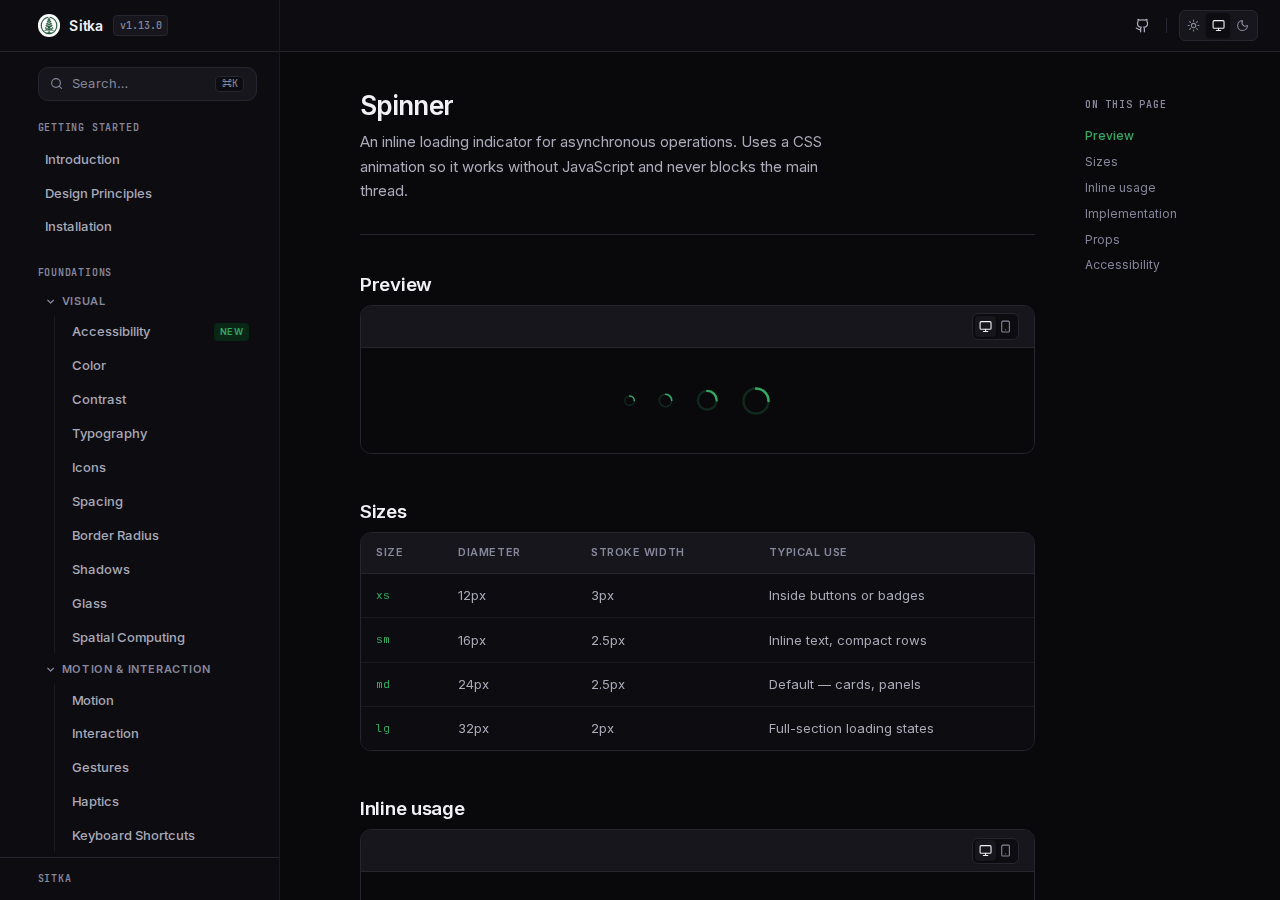 Sitka v1.13.0
Search... ⌘K
GETTING STARTED
Introduction
Design Principles
Installation
FOUNDATIONS
VISUAL
Accessibility NEW
Color
Contrast
Typography
Icons
Spacing
Border Radius
Shadows
Glass
Spatial Computing
MOTION & INTERACTION
Motion
Interaction
Gestures
Haptics
Keyboard Shortcuts
SITKA
Spinner
An inline loading indicator for asynchronous operations. Uses a CSS
animation so it works without JavaScript and never blocks the main
thread.
Preview
Sizes
SIZE DIAMETER STROKE WIDTH TYPICAL USE
xs 12px 3px Inside buttons or badges
sm 16px 2.5px Inline text, compact rows
md 24px 2.5px Default — cards, panels
lg 32px 2px Full-section loading states
Inline usage
ON THIS PAGE
Preview
Sizes
Inline usage
Implementation
Props
Accessibility